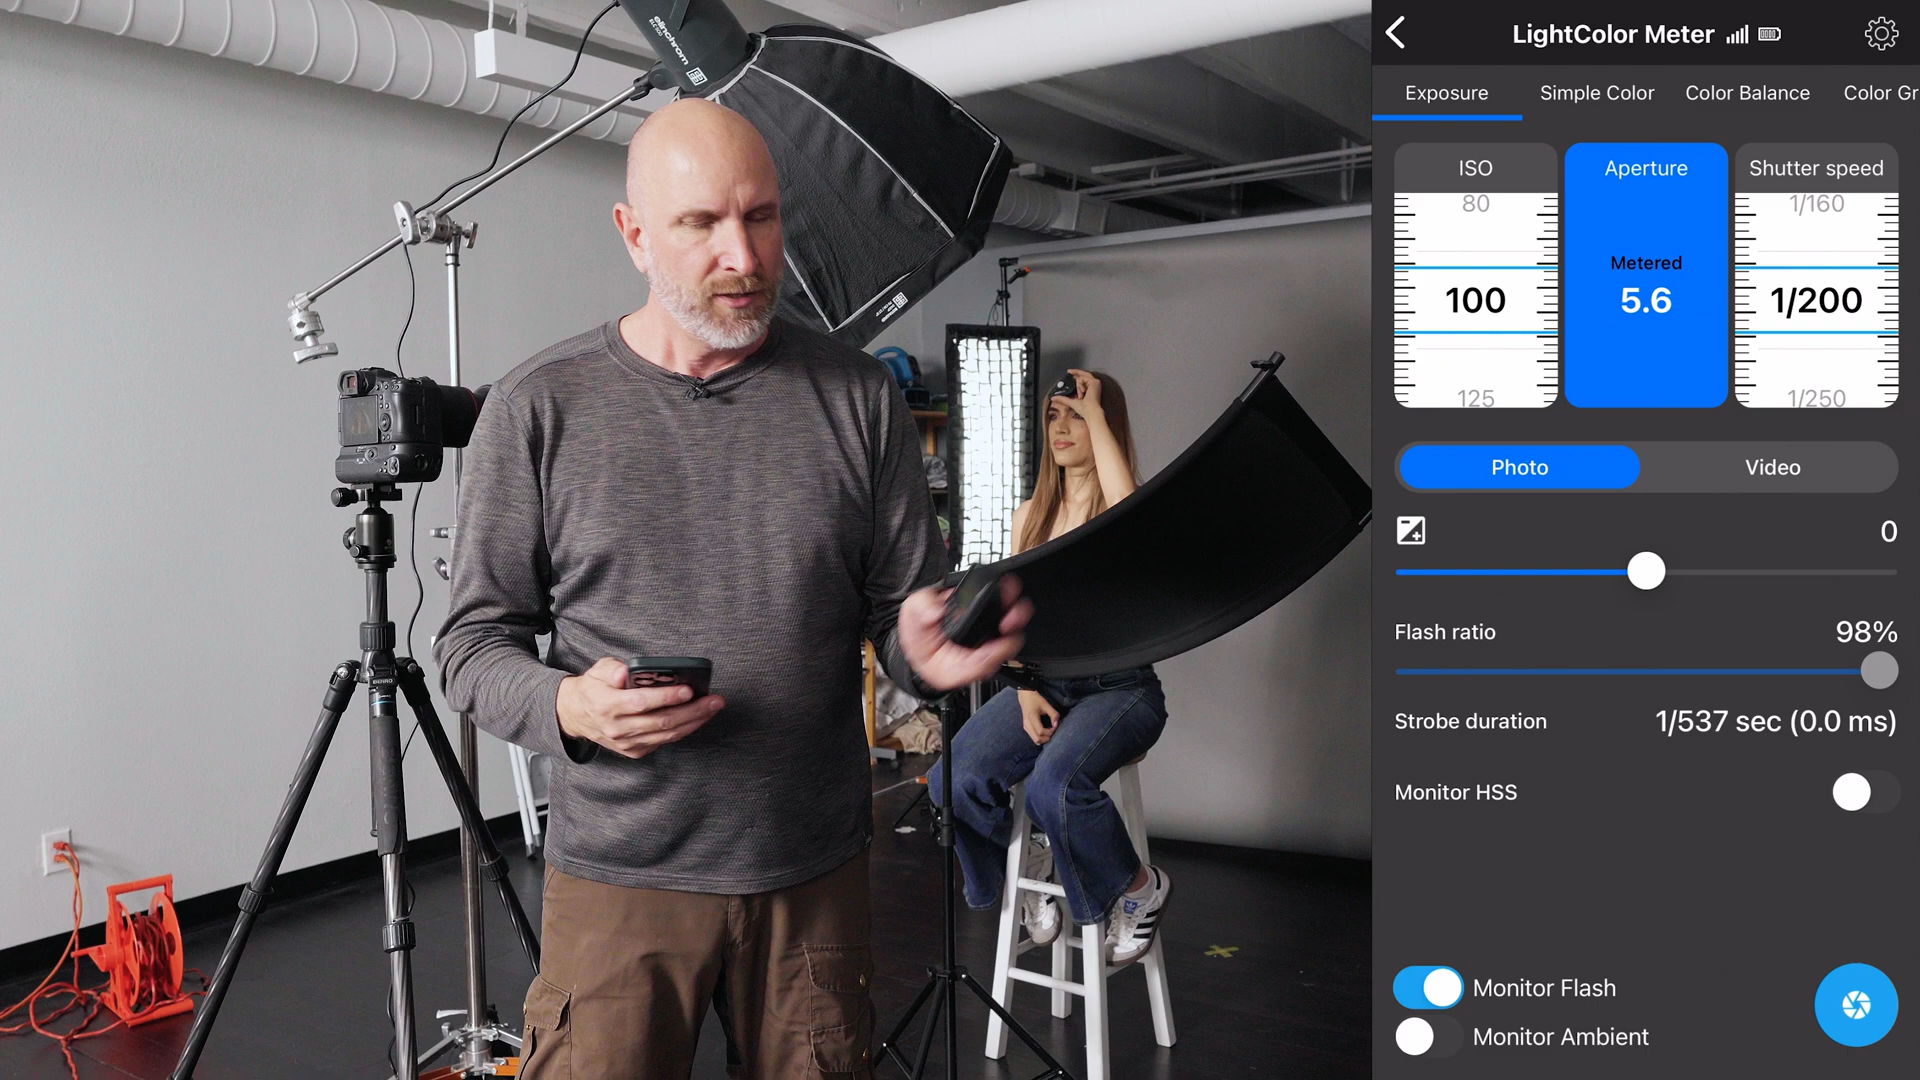 elinchrom
LightColor Meter
Exposure
Simple Color
Color Balance
Color Gr
ISO
80
100
125
Aperture
Metered
5.6
Shutter speed
1/160
1/200
1/250
Photo
Video
0
Flash ratio
98%
Strobe duration
1/537 sec (0.0 ms)
Monitor HSS
Monitor Flash
Monitor Ambient